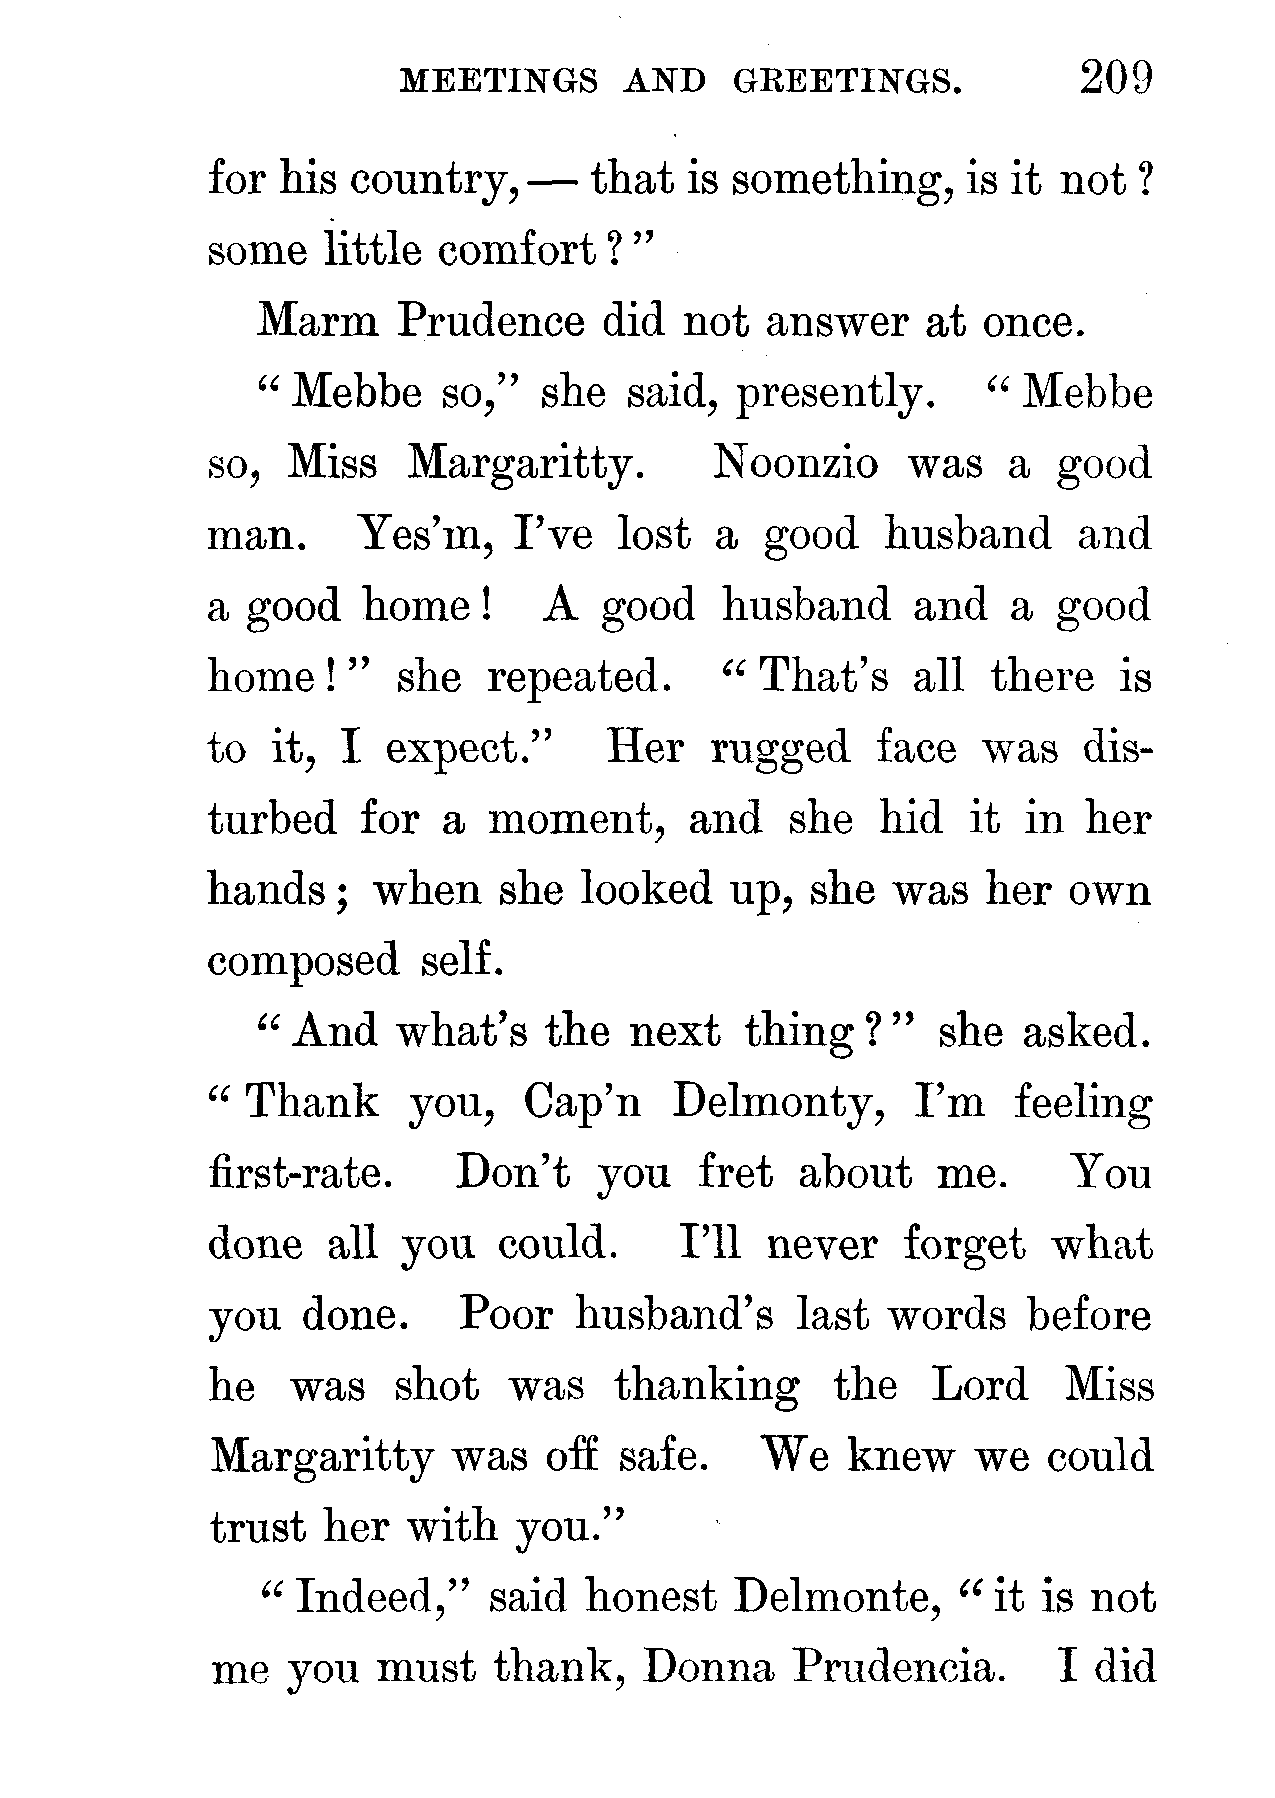 MEETINGS AND GREETINGS. 209
for his country,— that is something, is it not?
some little comfort?”
Marm Prudence did not answer at once.
“Mebbe so,” she said, presently. “Mebbe
so, Miss Margaritty. Noonzio was a good
man. Yes’m, I’ve lost a good husband and
a good home! A good husband and a good
home!” she repeated. “That’s all there is
to it, I expect.” Her rugged face was dis-
turbed for a moment, and she hid it in her
hands; when she looked up, she was her own
composed self.
“And what’s the next thing?” she asked.
“Thank you, Cap’n Delmonty, I’m feeling
first-rate. Don’t you fret about me. You
done all you could. I’ll never forget what
you done. Poor husband’s last words before
he was shot was thanking the Lord Miss
Margaritty was off safe. We knew we could
trust her with you.”
“Indeed,” said honest Delmonte, “it is not
me you must thank, Donna Prudencia. I did